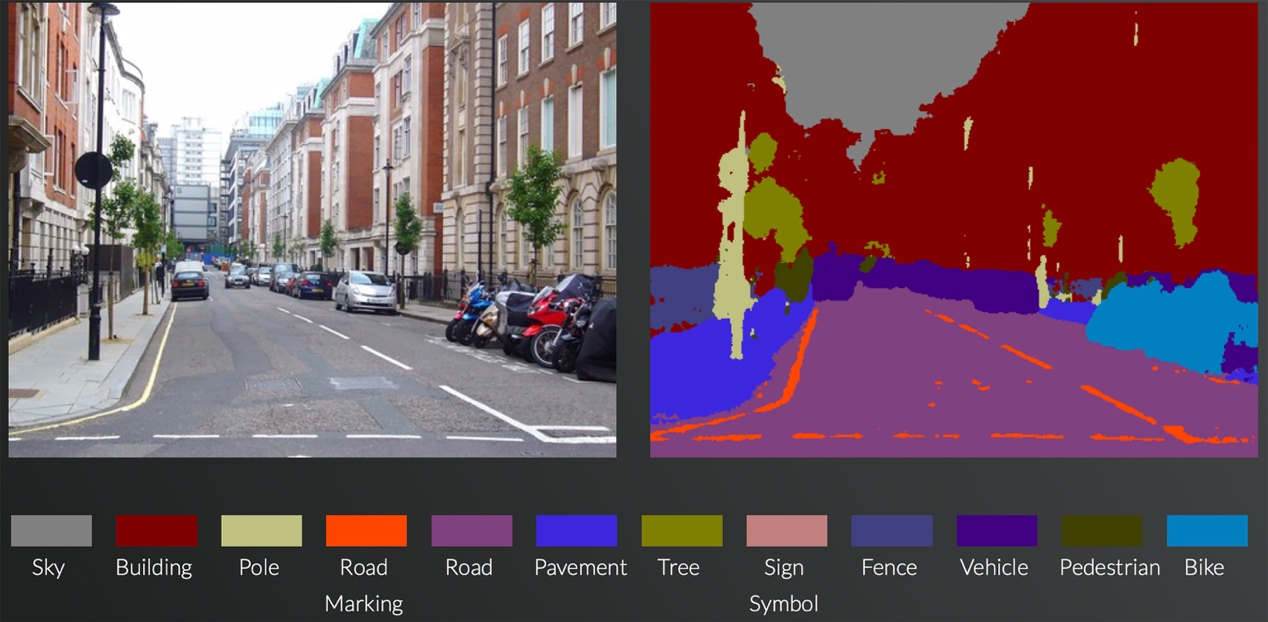 Sky
Building
Pole
Road
Marking
Road
Pavement
Tree
Sign
Symbol
Fence
Vehicle
Pedestrian
Bike